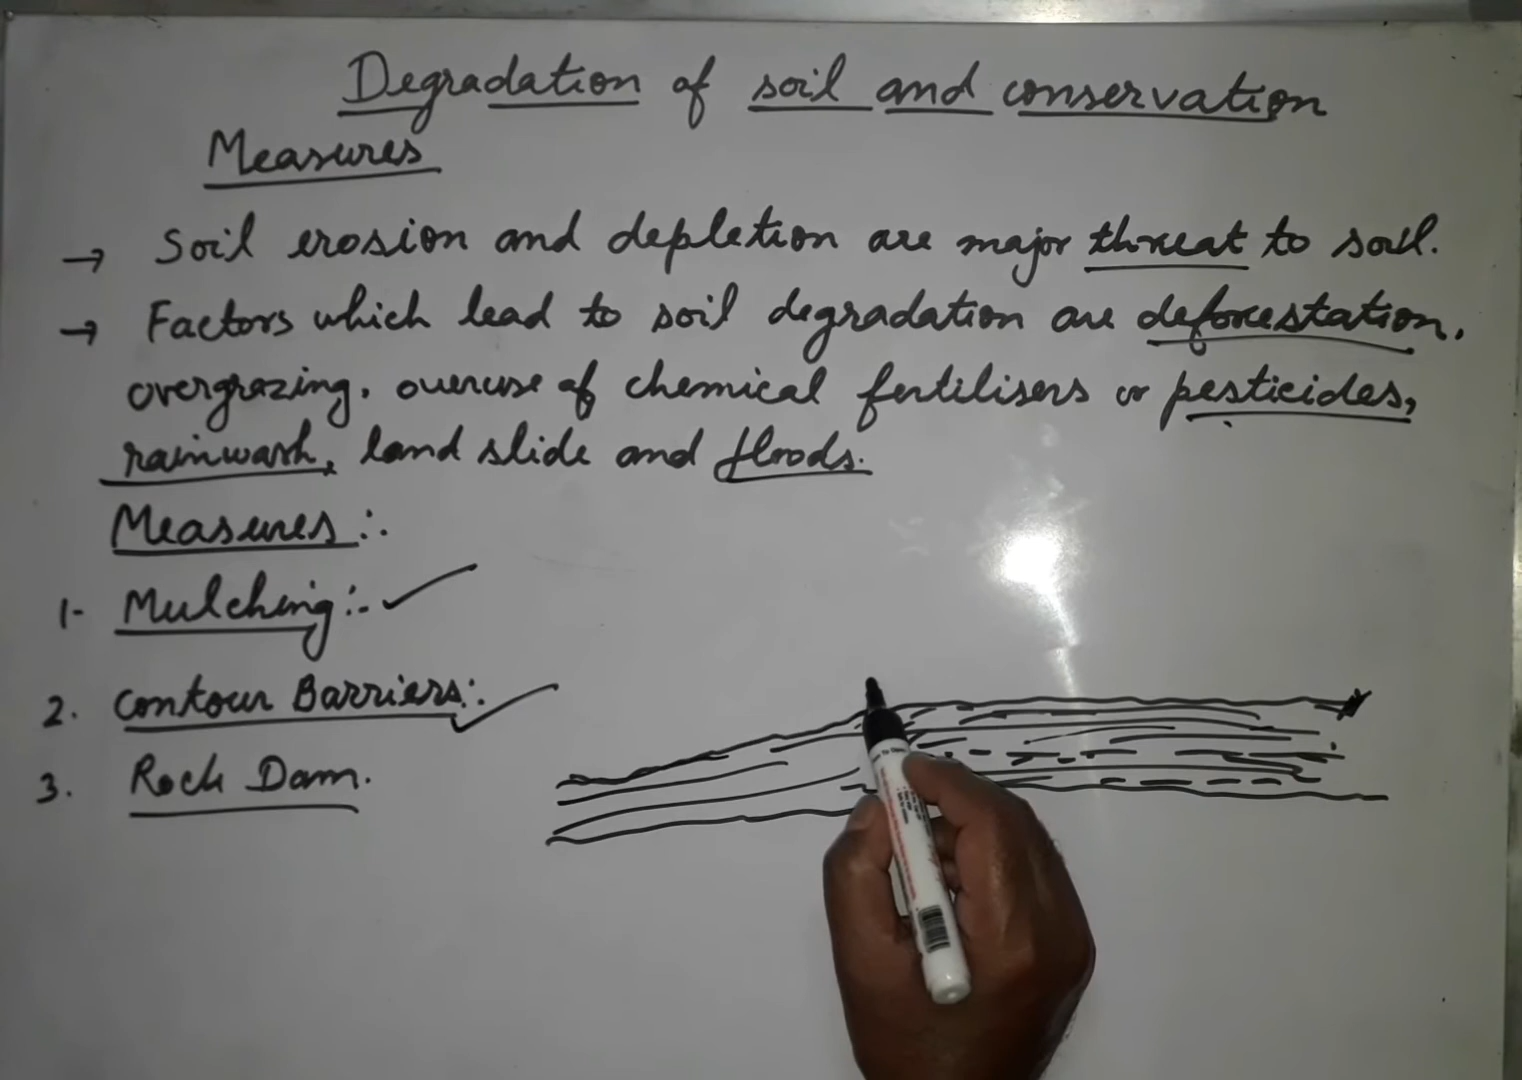 Degradation of soil and conservation
Measures
→ Soil erosion and depletion are major threat to soil.
→ Factors which lead to soil degradation are deforestation,
overgrazing, overuse of chemical fertilisers or pesticides,
rainwash, land slide and floods.
Measures :-
1- Mulching :- ✓
2. Contour Barriers :- ✓
3. Rock Dam.